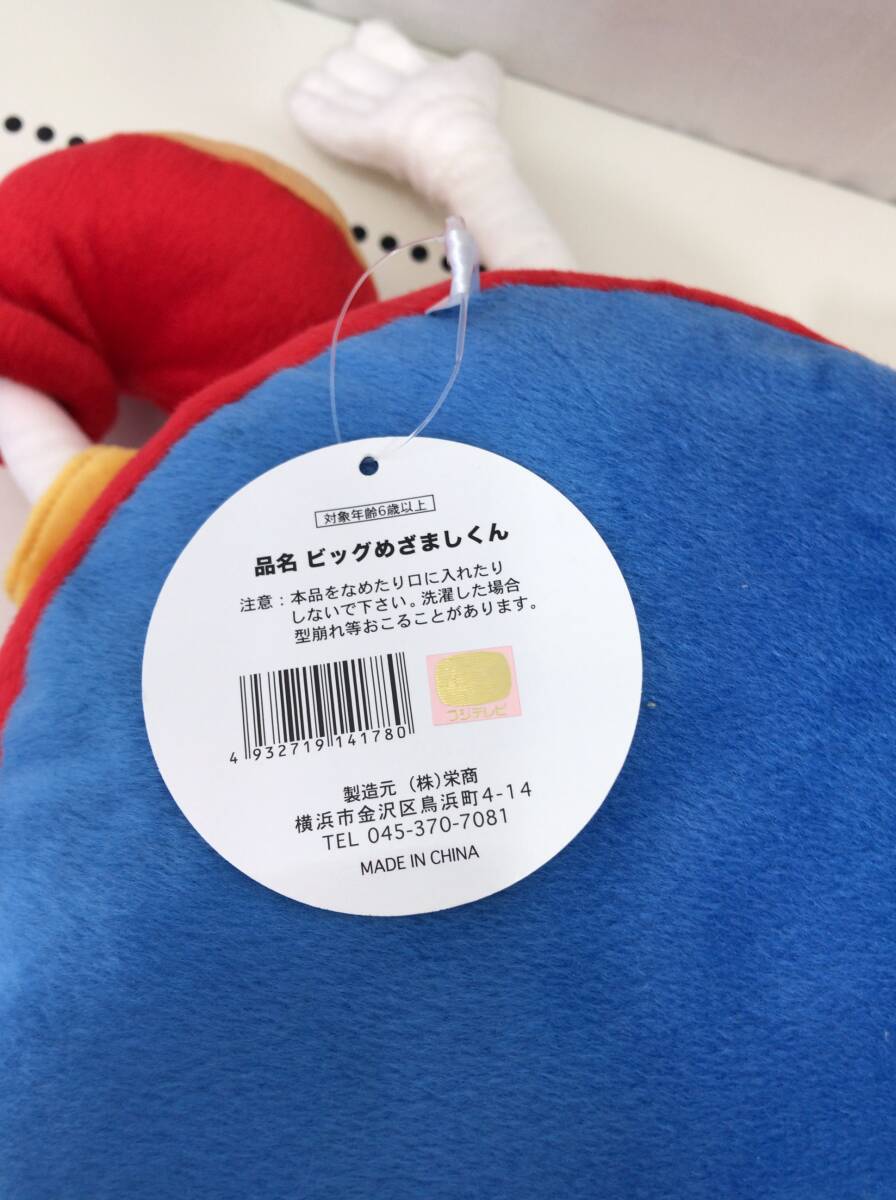 対象年齢6歳以上
品名 ビッグめざましくん
注意：本品をなめたり口に入れたり
しないで下さい。洗濯した場合
型崩れ等おこることがあります。
4 932719 141780
フジテレビ
製造元 (株)栄商
横浜市金沢区鳥浜町4-14
TEL 045-370-7081
MADE IN CHINA